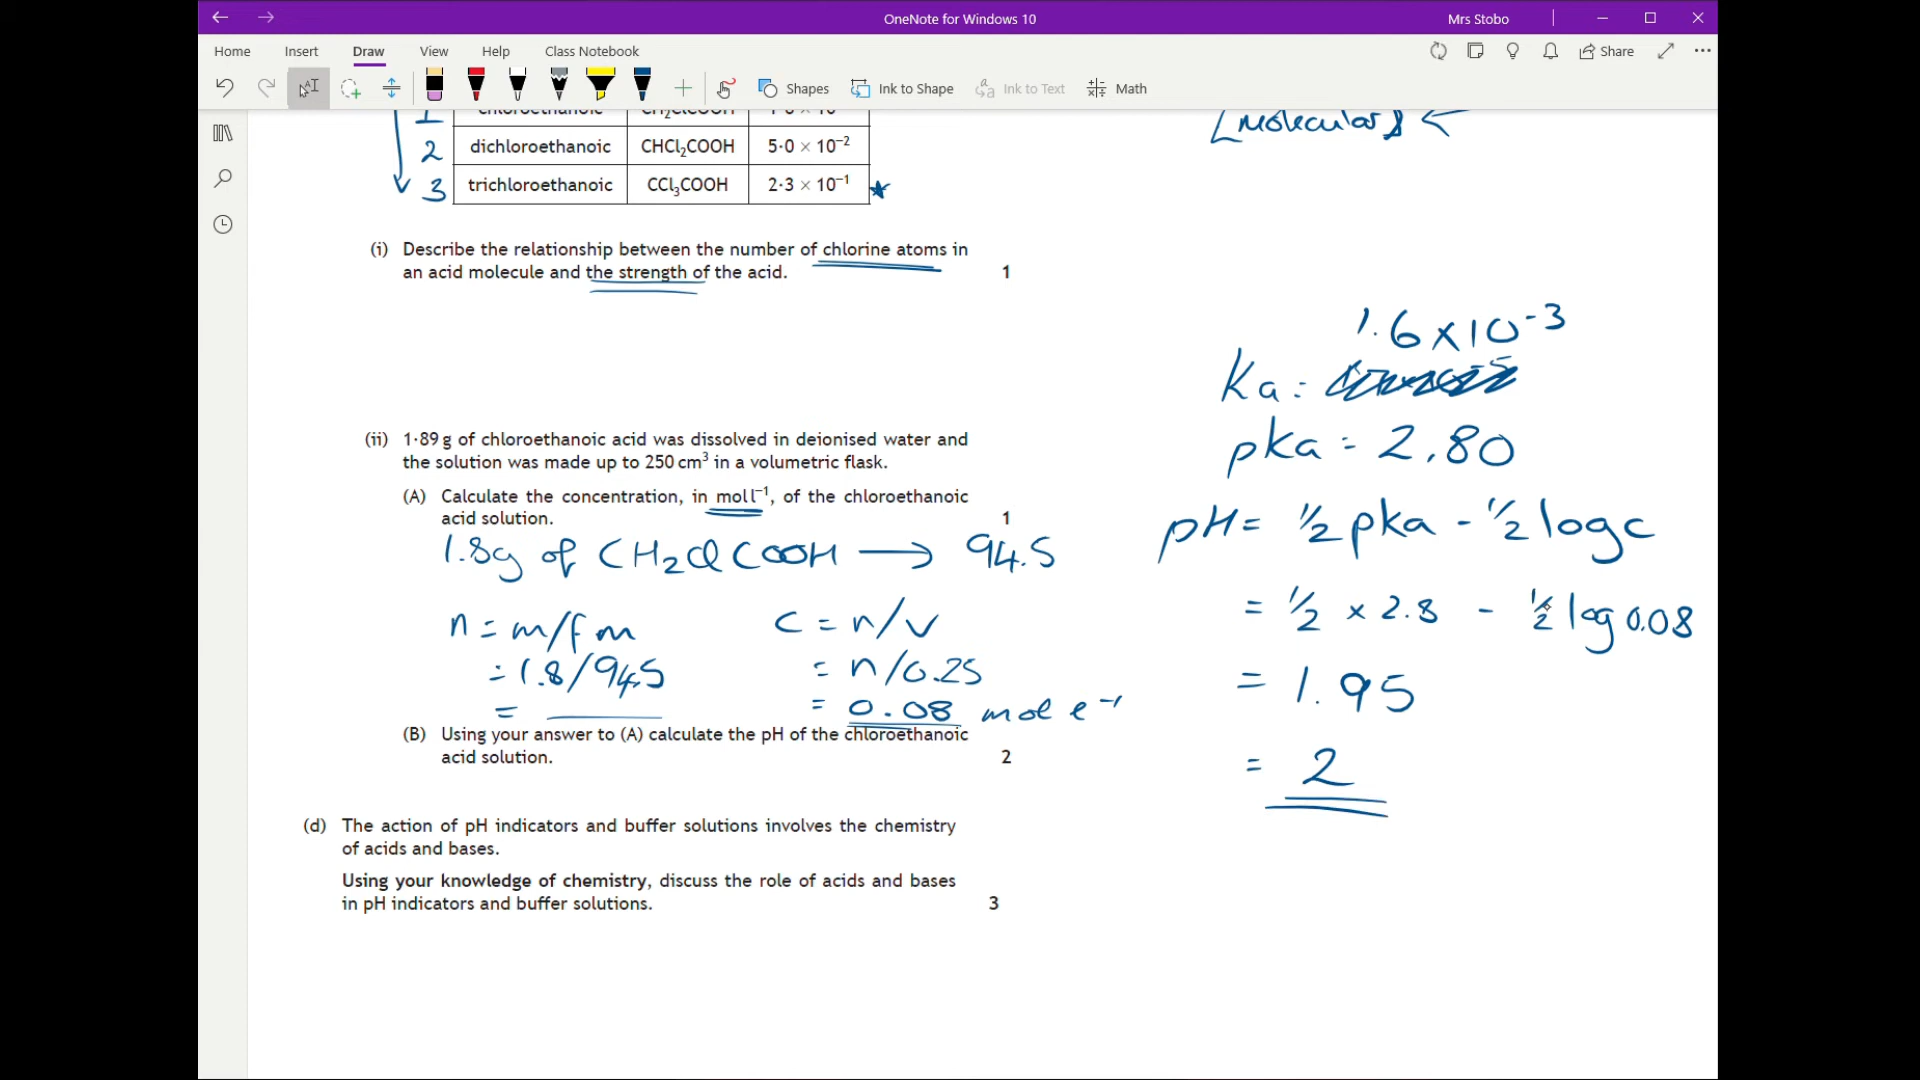 OneNote for Windows 10
Mrs Stobo
Home Insert Draw View Help Class Notebook
Share
Shapes Ink to Shape Ink to Text Math
1 chloroethanoic CH₂ClCOOH
[molecular]
2 dichloroethanoic CHCl₂COOH 5·0 × 10⁻²
3 trichloroethanoic CCl₃COOH 2·3 × 10⁻¹
(i) Describe the relationship between the number of chlorine atoms in
an acid molecule and the strength of the acid. 1
(ii) 1·89 g of chloroethanoic acid was dissolved in deionised water and
the solution was made up to 250 cm³ in a volumetric flask.
(A) Calculate the concentration, in mol l⁻¹, of the chloroethanoic
acid solution. 1
1.8g of CH₂ClCOOH → 94.5
n = m/fm
= 1.8/94.5
=
c = n/v
= n/0.25
= 0.08 mol l⁻¹
(B) Using your answer to (A) calculate the pH of the chloroethanoic
acid solution. 2
1.6x10⁻³
Ka =
pka = 2.80
pH = ½ pka - ½ log c
= ½ x 2.8 - ½ log 0.08
= 1.95
= 2
(d) The action of pH indicators and buffer solutions involves the chemistry
of acids and bases.
Using your knowledge of chemistry, discuss the role of acids and bases
in pH indicators and buffer solutions. 3